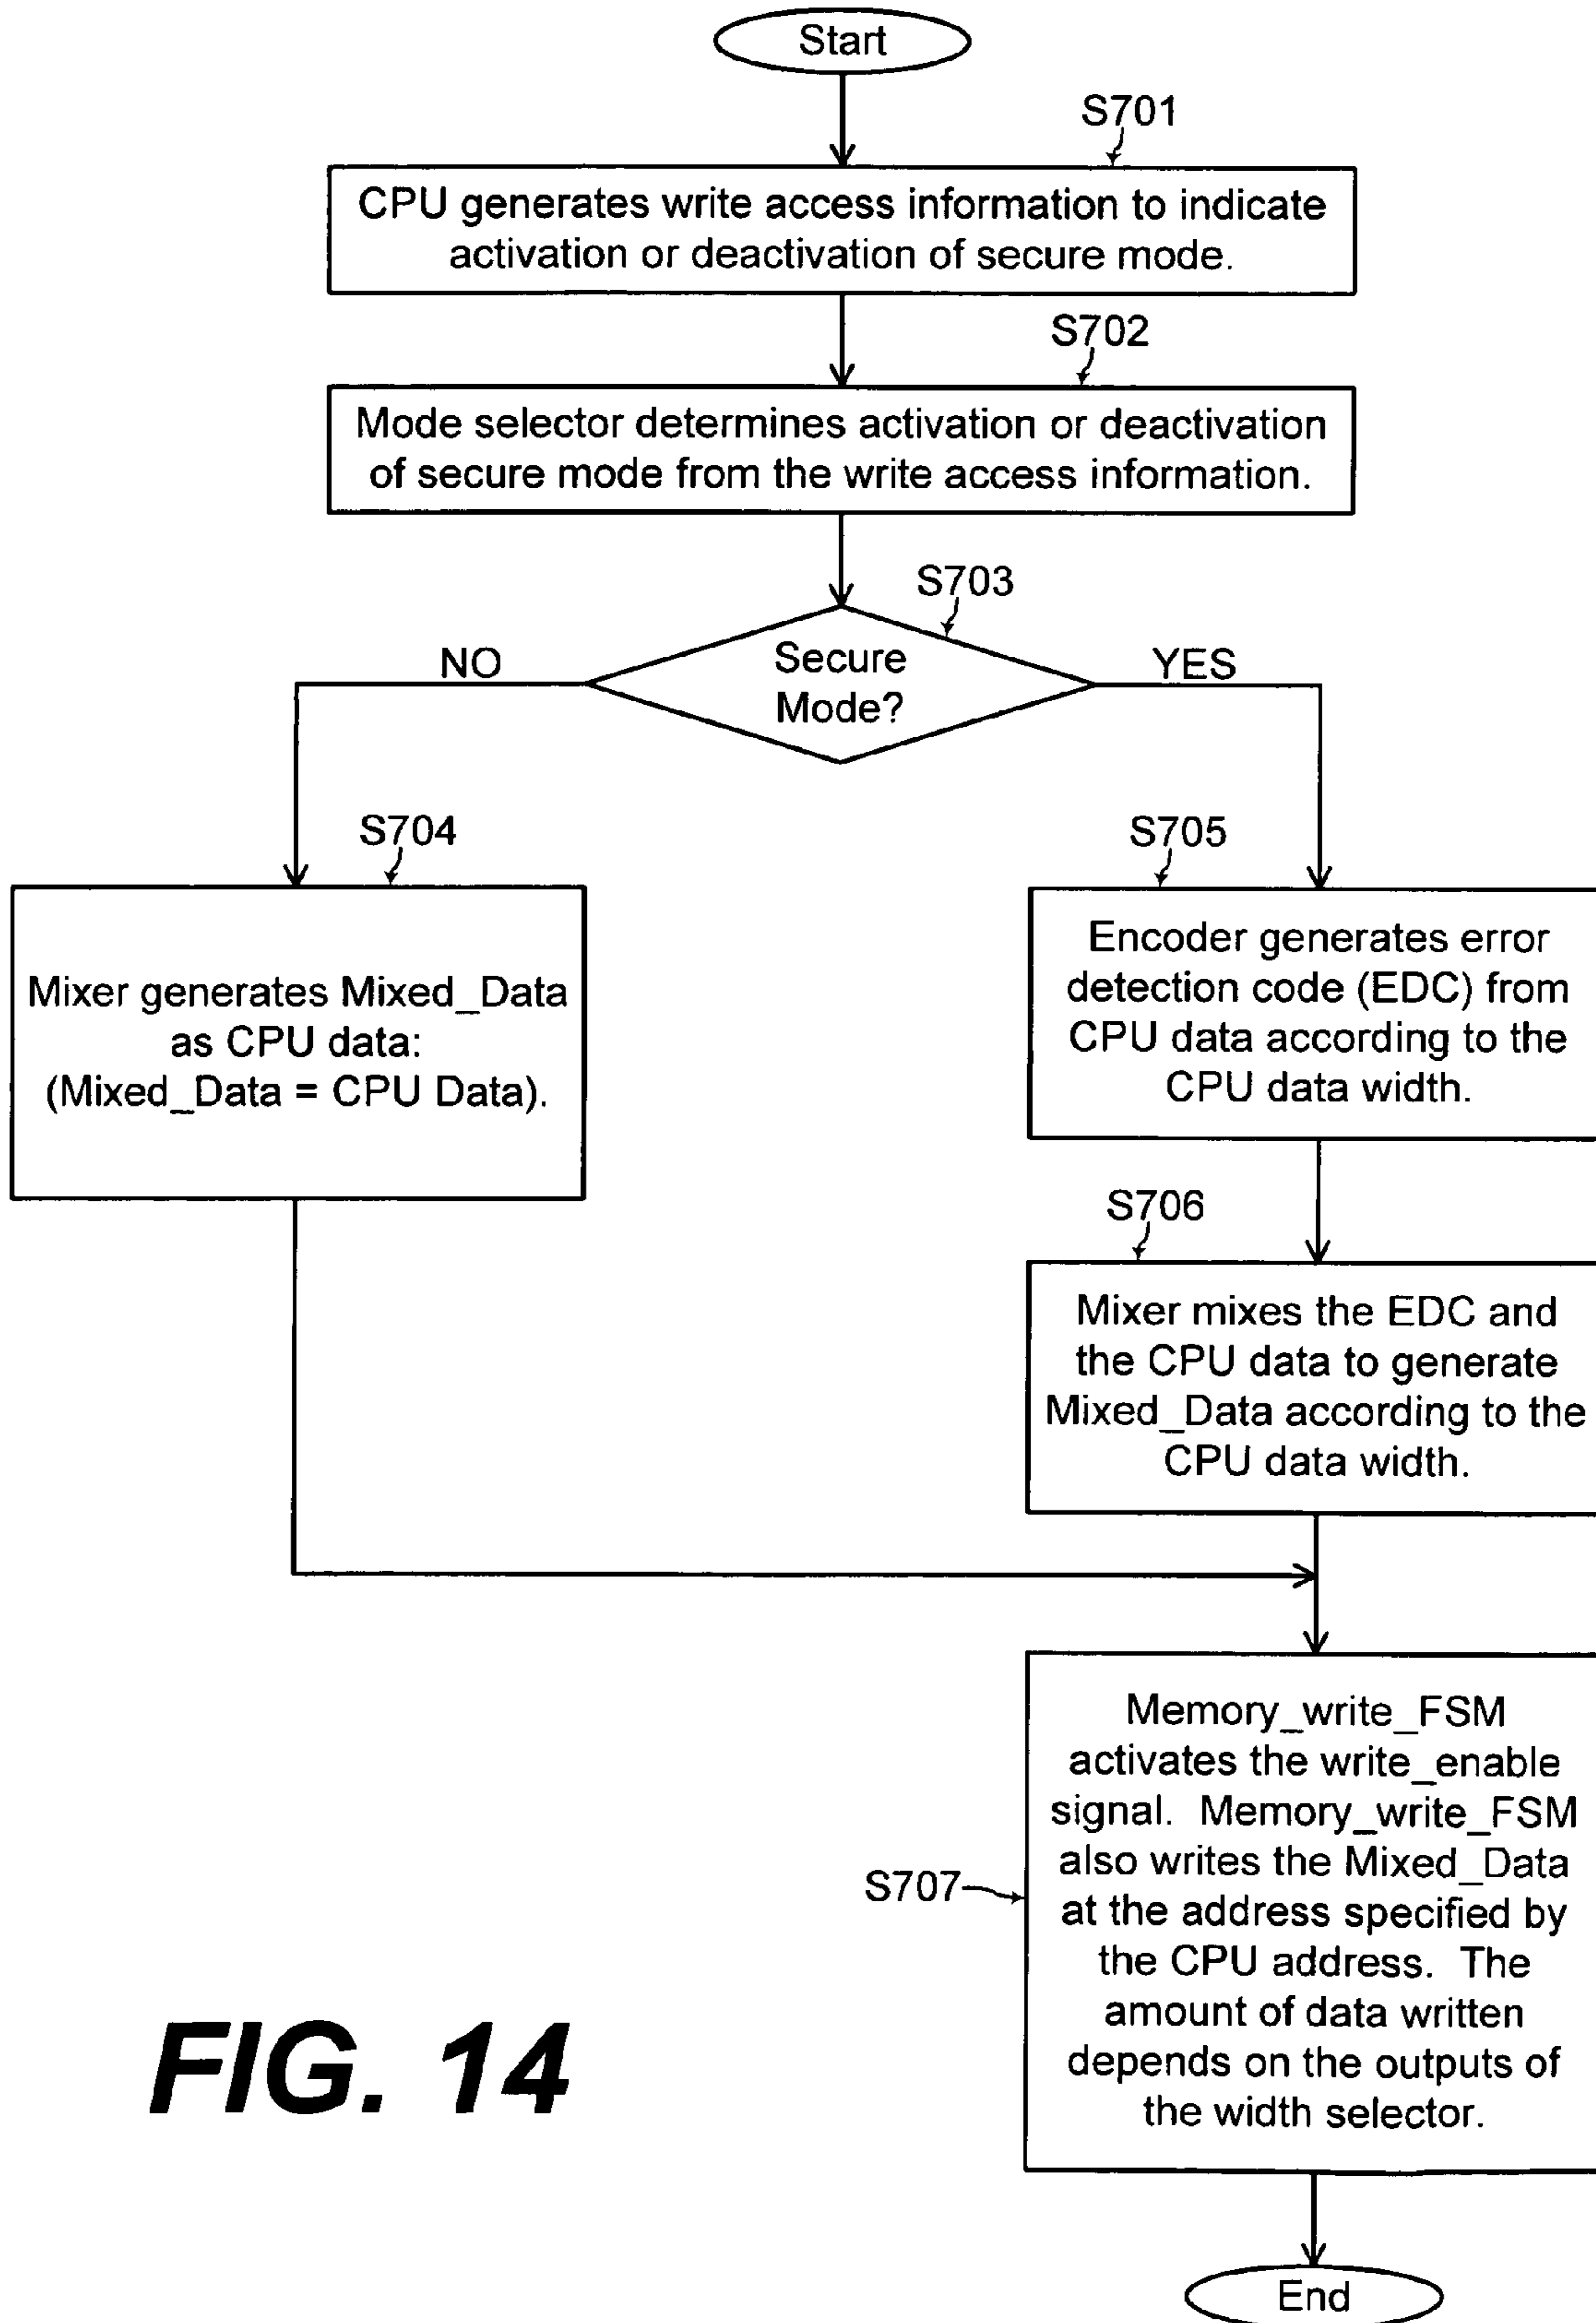 Start
S701
CPU generates write access information to indicate
activation or deactivation of secure mode.
S702
Mode selector determines activation or deactivation
of secure mode from the write access information.
S703
Secure
Mode?
NO
YES
S704
Mixer generates Mixed_Data
as CPU data:
(Mixed_Data = CPU Data).
S705
Encoder generates error
detection code (EDC) from
CPU data according to the
CPU data width.
S706
Mixer mixes the EDC and
the CPU data to generate
Mixed_Data according to the
CPU data width.
S707
Memory_write_FSM
activates the write_enable
signal. Memory_write_FSM
also writes the Mixed_Data
at the address specified by
the CPU address. The
amount of data written
depends on the outputs of
the width selector.
End
FIG. 14